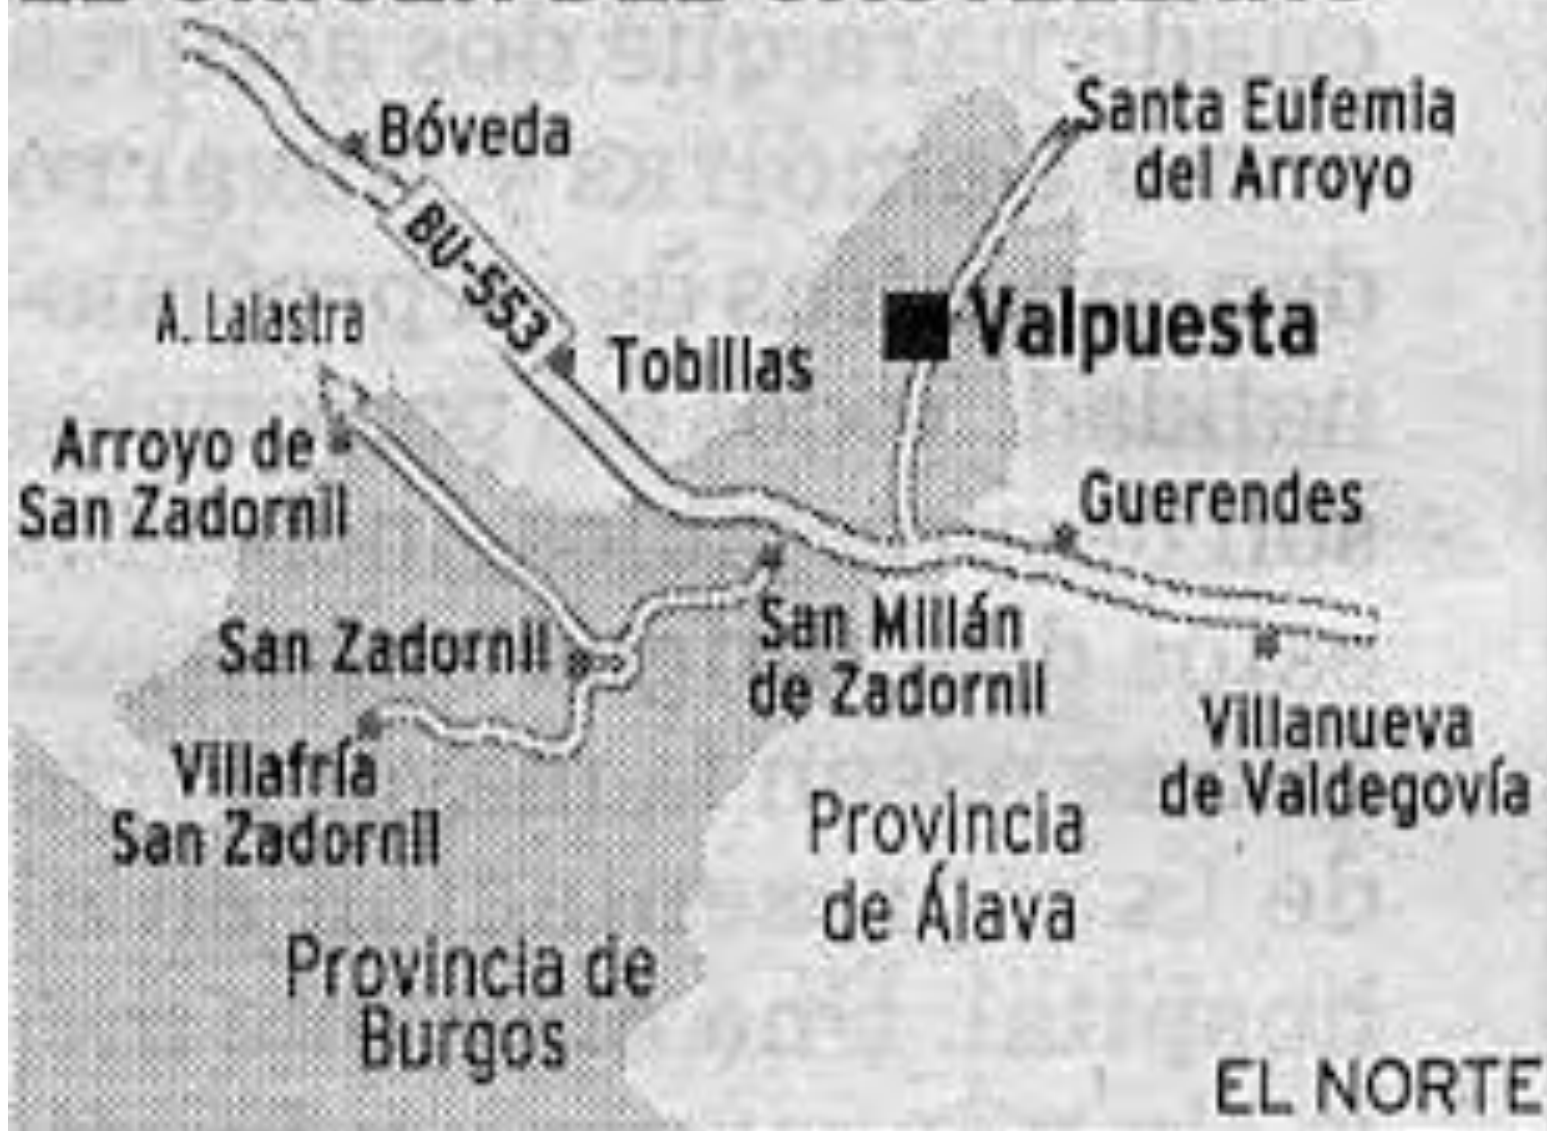 Santa Eufemia
del Arroyo
Bóveda
BU-553
A. Lalastra
Valpuesta
Tobillas
Arroyo de
San Zadornil
Guerendes
San Zadornil
San Millán
de Zadornil
Villanueva
de Valdegovía
Villafría
San Zadornil
Provincia
de Álava
Provincia de
Burgos
EL NORTE